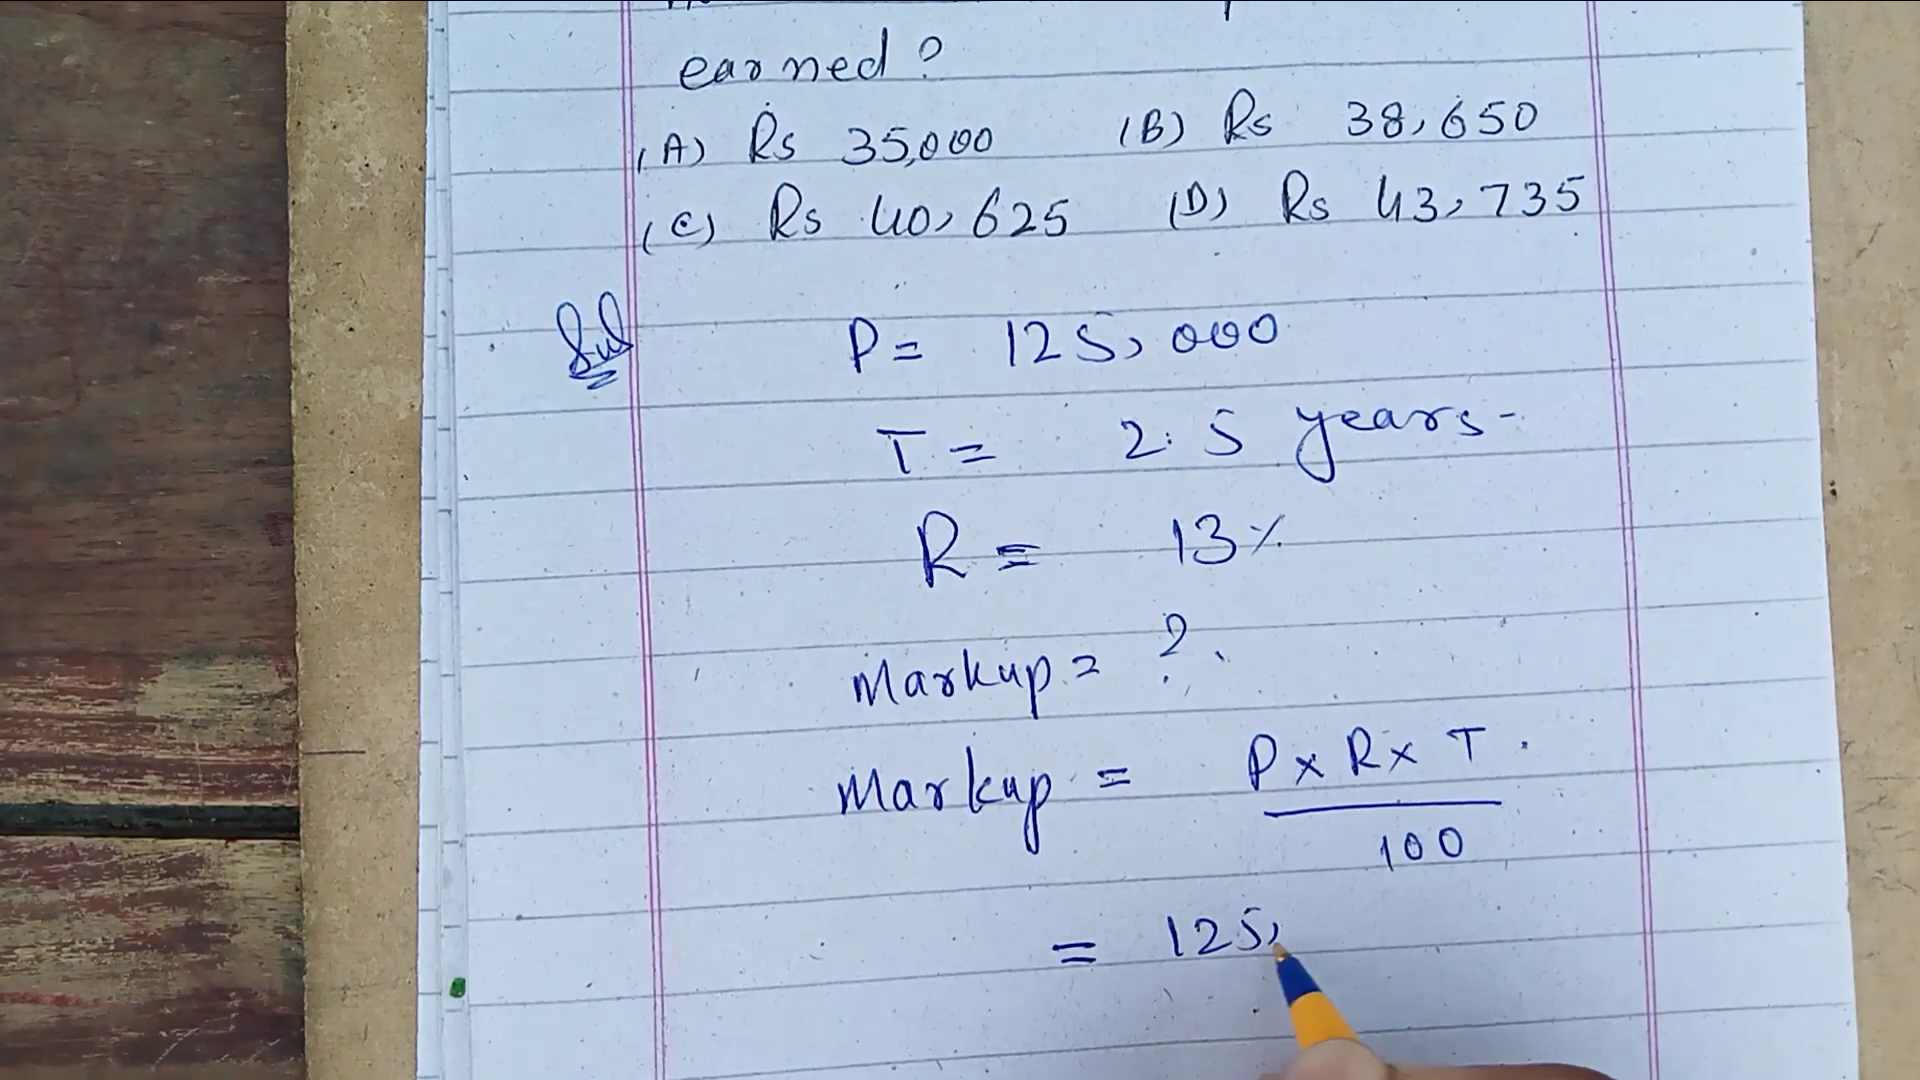 earned?
(A) Rs 35,000 (B) Rs 38,650
(C) Rs 40,625 (D) Rs 43,735
Sol
P = 125,000
T = 2.5 years-
R = 13%
Markup = ?.
Markup = P x R x T .
100
= 125,